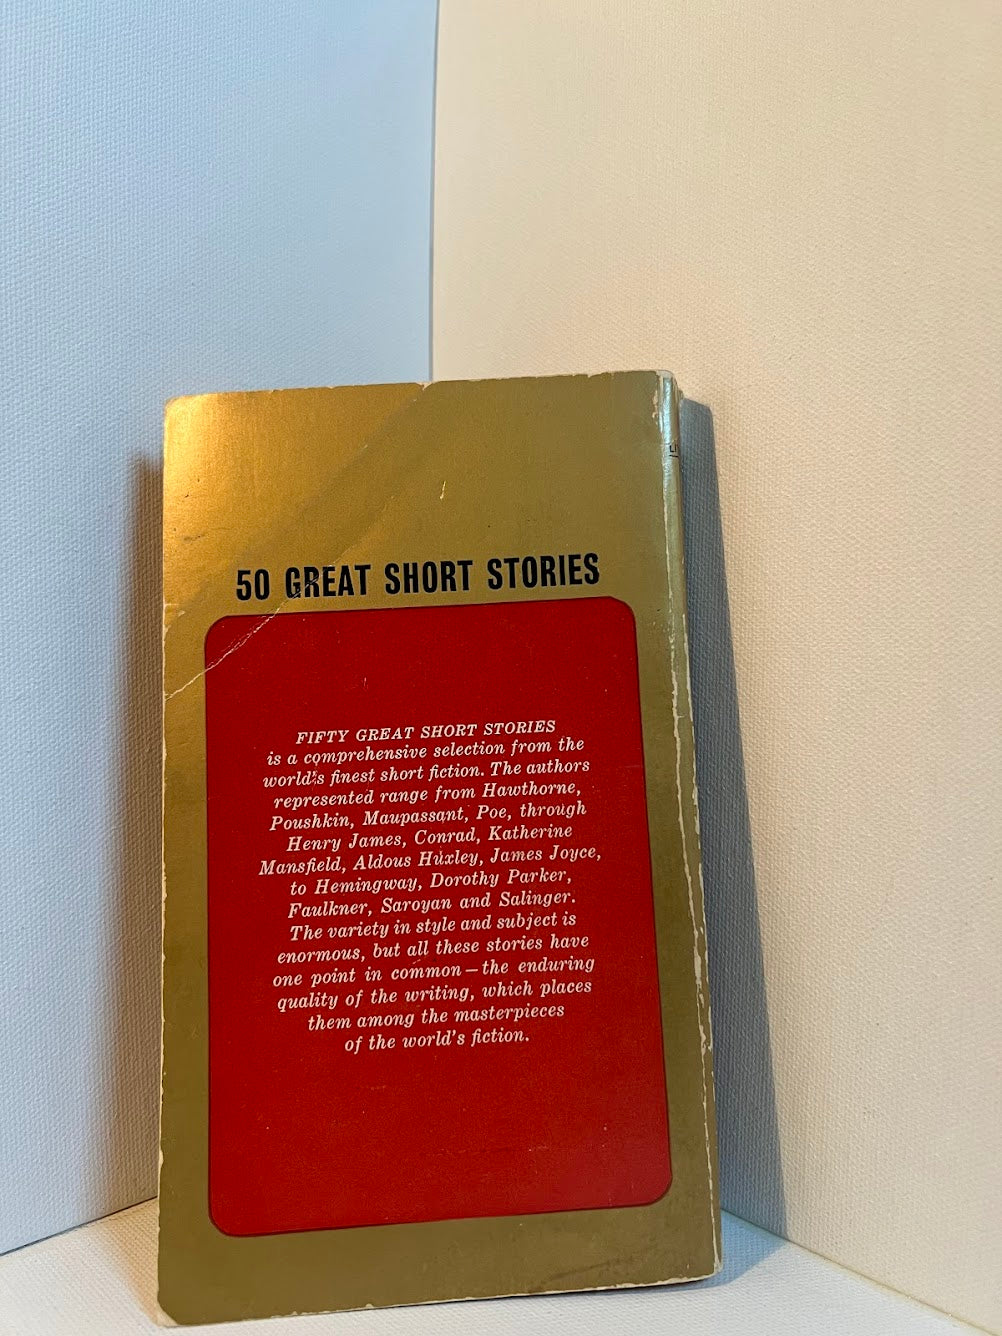 50 GREAT SHORT STORIES
FIFTY GREAT SHORT STORIES
is a comprehensive selection from the
world's finest short fiction. The authors
represented range from Hawthorne,
Poushkin, Maupassant, Poe, through
Henry James, Conrad, Katherine
Mansfield, Aldous Huxley, James Joyce,
to Hemingway, Dorothy Parker,
Faulkner, Saroyan and Salinger.
The variety in style and subject is
enormous, but all these stories have
one point in common—the enduring
quality of the writing, which places
them among the masterpieces
of the world's fiction.